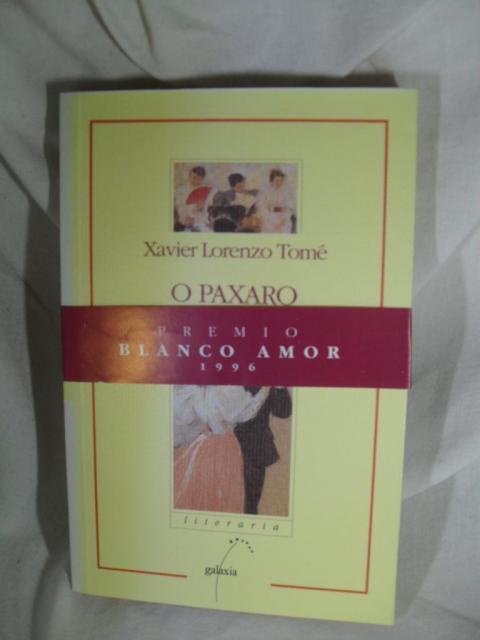 Xavier Lorenzo Tomé
O PAXARO
PREMIO
BLANCO AMOR
1996
literaria
galaxia